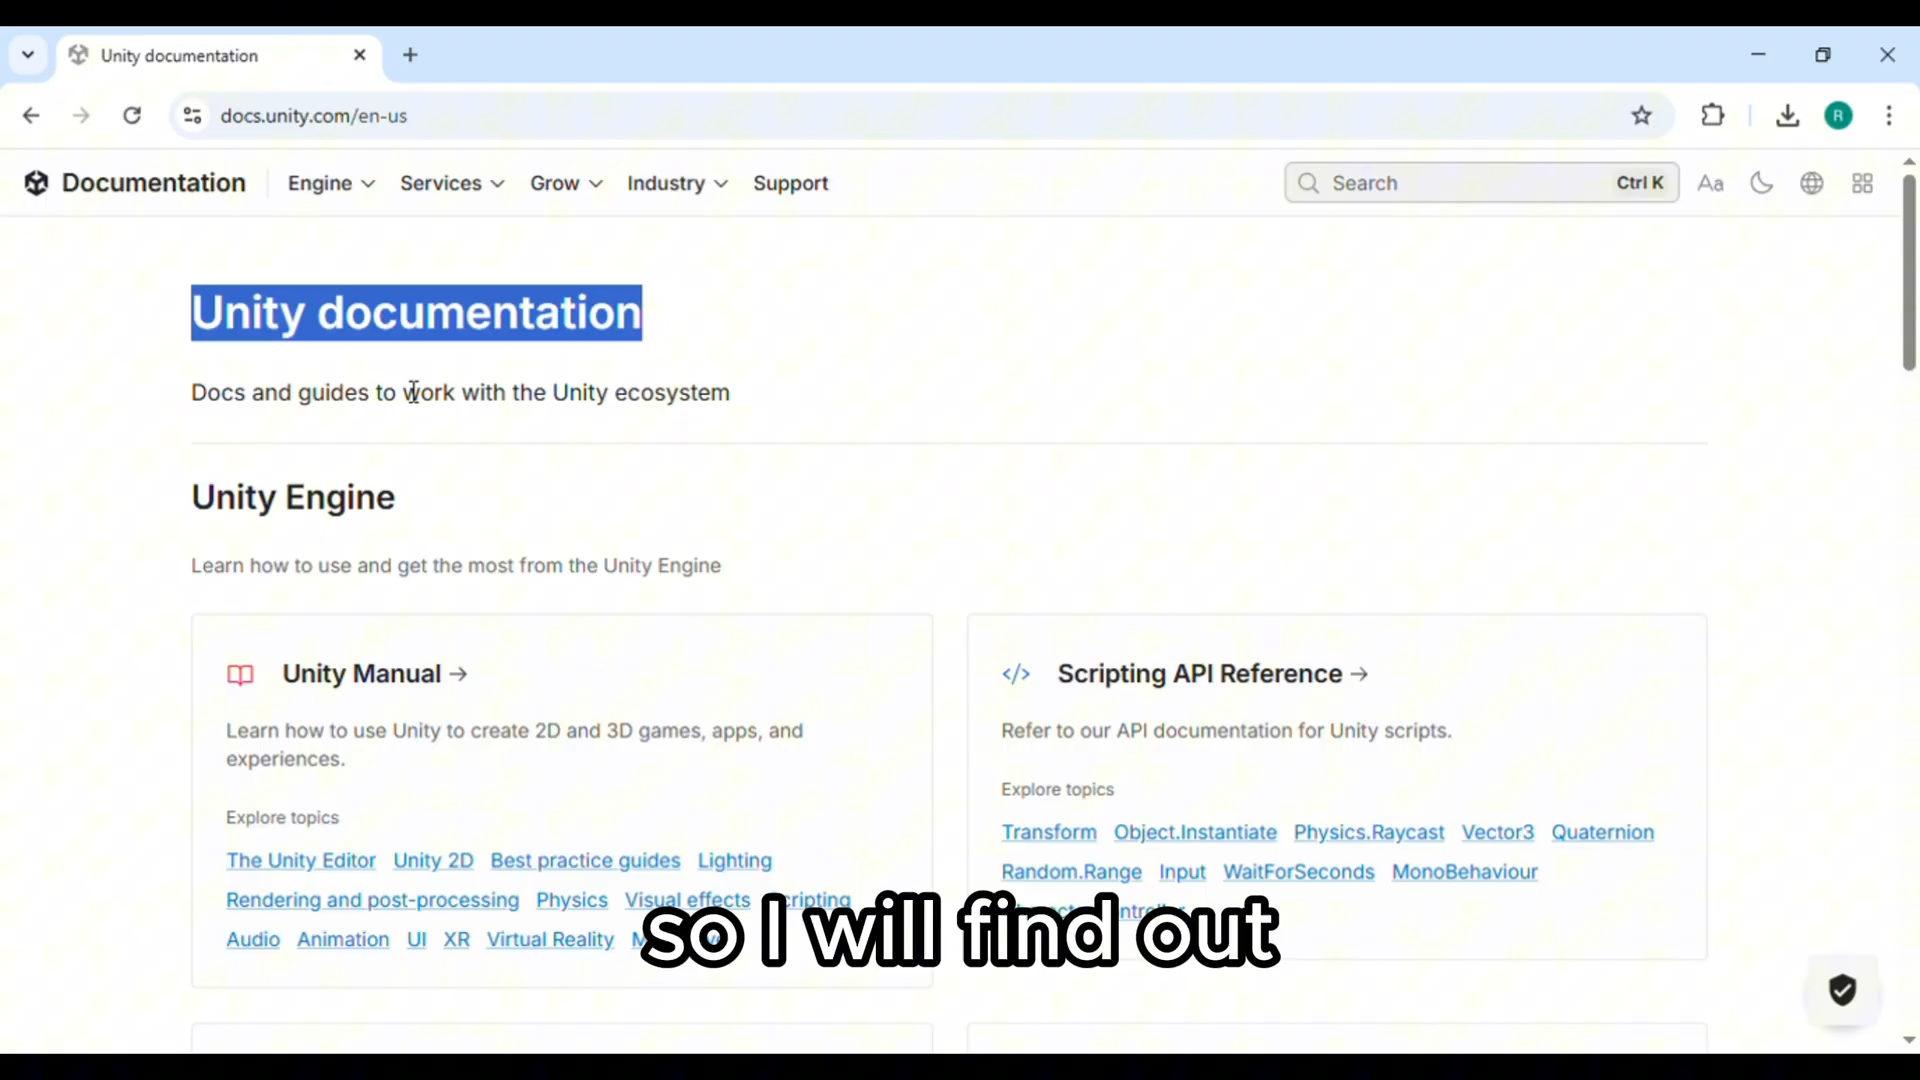 Unity documentation
docs.unity.com/en-us
R
Documentation Engine Services Grow Industry Support
Search Ctrl K Aa
Unity documentation
Docs and guides to work with the Unity ecosystem
Unity Engine
Learn how to use and get the most from the Unity Engine
Unity Manual →
Learn how to use Unity to create 2D and 3D games, apps, and
experiences.
Explore topics
The Unity Editor Unity 2D Best practice guides Lighting
Rendering and post-processing Physics Visual effects Scripting
Audio Animation UI XR Virtual Reality
</> Scripting API Reference →
Refer to our API documentation for Unity scripts.
Explore topics
Transform Object.Instantiate Physics.Raycast Vector3 Quaternion
Random.Range Input WaitForSeconds MonoBehaviour
so I will find out